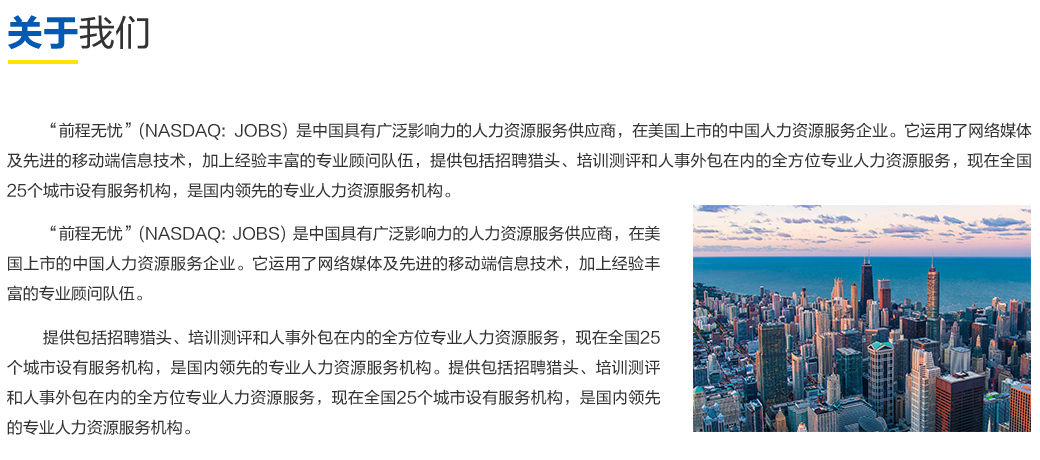 关于我们
“前程无忧”(NASDAQ: JOBS) 是中国具有广泛影响力的人力资源服务供应商，在美国上市的中国人力资源服务企业。它运用了网络媒体
及先进的移动端信息技术，加上经验丰富的专业顾问队伍，提供包括招聘猎头、培训测评和人事外包在内的全方位专业人力资源服务，现在全国
25个城市设有服务机构，是国内领先的专业人力资源服务机构。
“前程无忧”(NASDAQ: JOBS) 是中国具有广泛影响力的人力资源服务供应商，在美
国上市的中国人力资源服务企业。它运用了网络媒体及先进的移动端信息技术，加上经验丰
富的专业顾问队伍。
提供包括招聘猎头、培训测评和人事外包在内的全方位专业人力资源服务，现在全国25
个城市设有服务机构，是国内领先的专业人力资源服务机构。提供包括招聘猎头、培训测评
和人事外包在内的全方位专业人力资源服务，现在全国25个城市设有服务机构，是国内领先
的专业人力资源服务机构。